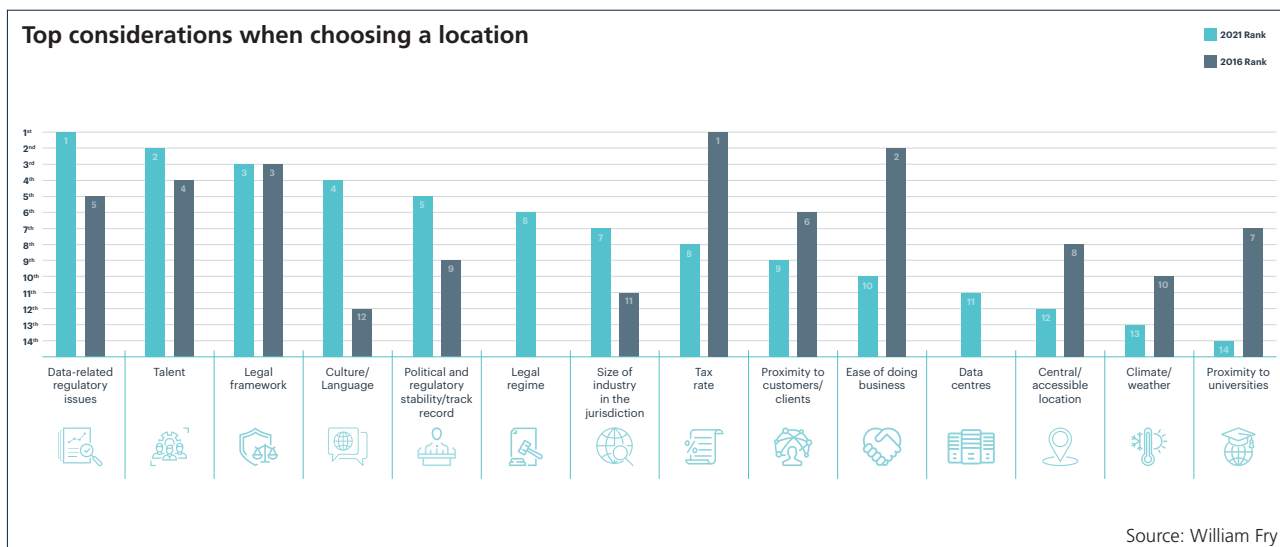 Top considerations when choosing a location
2021 Rank
2016 Rank
1st
2nd
3rd
4th
5th
6th
7th
8th
9th
10th
11th
12th
13th
14th
1
5
2
4
3
3
4
12
5
9
6
7
11
8
1
9
6
10
2
11
12
8
13
10
14
7
Data-related
regulatory
issues
Talent
Legal
framework
Culture/
Language
Political and
regulatory
stability/track
record
Legal
regime
Size of
industry
in the
jurisdiction
Tax
rate
Proximity to
customers/
clients
Ease of doing
business
Data
centres
Central/
accessible
location
Climate/
weather
Proximity to
universities
Source: William Fry